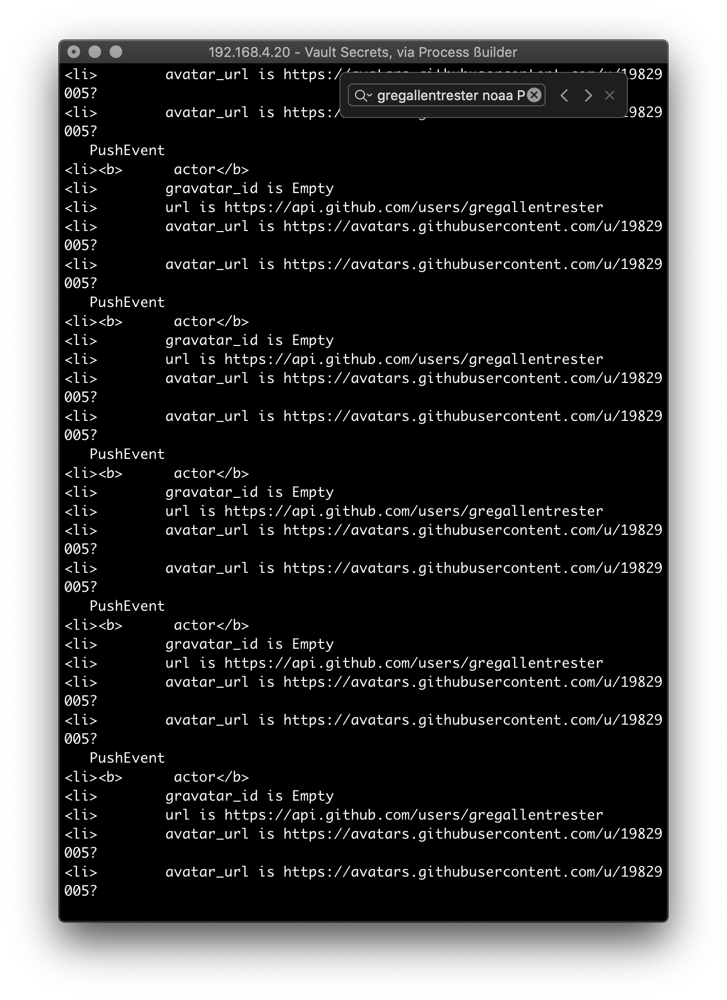 192.168.4.20 - Vault Secrets, via Process ßuilder
<li>        avatar_url is https://avatars.githubusercontent.com/u/19829
005?
gregallentrester noaa P
<li>        avatar_url is https:/ 19829
005?
   PushEvent
<li><b>      actor</b>
<li>        gravatar_id is Empty
<li>        url is https://api.github.com/users/gregallentrester
<li>        avatar_url is https://avatars.githubusercontent.com/u/19829
005?
<li>        avatar_url is https://avatars.githubusercontent.com/u/19829
005?
   PushEvent
<li><b>      actor</b>
<li>        gravatar_id is Empty
<li>        url is https://api.github.com/users/gregallentrester
<li>        avatar_url is https://avatars.githubusercontent.com/u/19829
005?
<li>        avatar_url is https://avatars.githubusercontent.com/u/19829
005?
   PushEvent
<li><b>      actor</b>
<li>        gravatar_id is Empty
<li>        url is https://api.github.com/users/gregallentrester
<li>        avatar_url is https://avatars.githubusercontent.com/u/19829
005?
<li>        avatar_url is https://avatars.githubusercontent.com/u/19829
005?
   PushEvent
<li><b>      actor</b>
<li>        gravatar_id is Empty
<li>        url is https://api.github.com/users/gregallentrester
<li>        avatar_url is https://avatars.githubusercontent.com/u/19829
005?
<li>        avatar_url is https://avatars.githubusercontent.com/u/19829
005?
   PushEvent
<li><b>      actor</b>
<li>        gravatar_id is Empty
<li>        url is https://api.github.com/users/gregallentrester
<li>        avatar_url is https://avatars.githubusercontent.com/u/19829
005?
<li>        avatar_url is https://avatars.githubusercontent.com/u/19829
005?